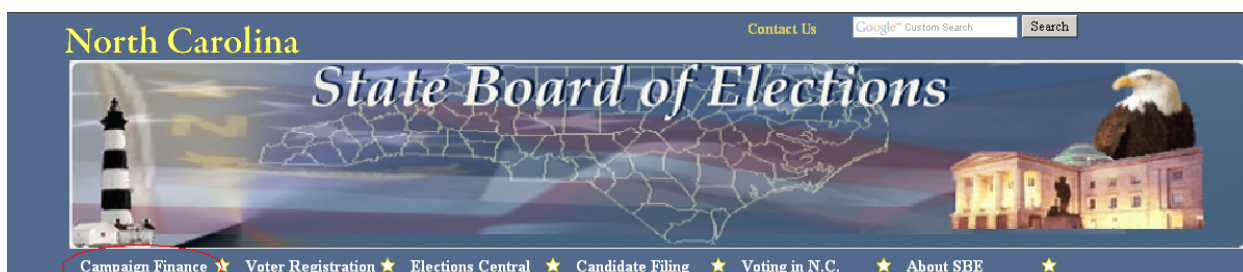 North Carolina
Contact Us
Google™ Custom Search
Search
State Board of Elections
Campaign Finance Voter Registration Elections Central Candidate Filing Voting in N.C. About SBE